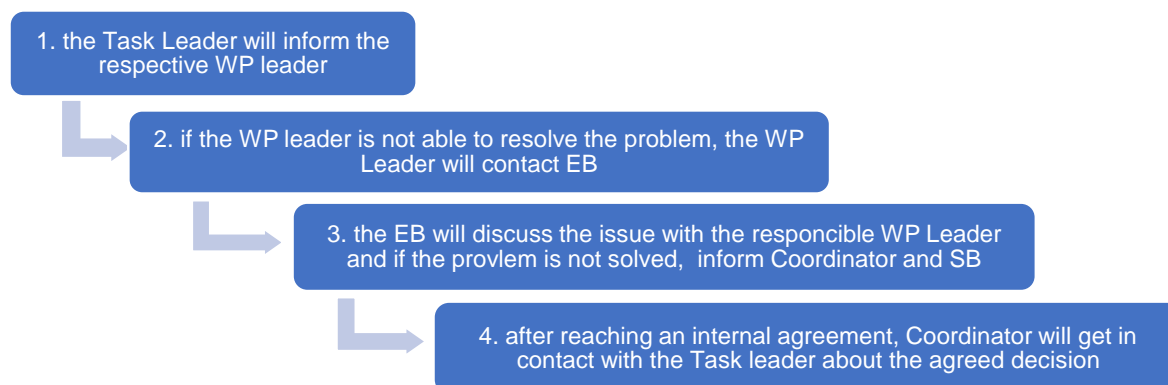 1. the Task Leader will inform the
respective WP leader
2. if the WP leader is not able to resolve the problem, the WP
Leader will contact EB
3. the EB will discuss the issue with the responcible WP Leader
and if the provlem is not solved, inform Coordinator and SB
4. after reaching an internal agreement, Coordinator will get in
contact with the Task leader about the agreed decision